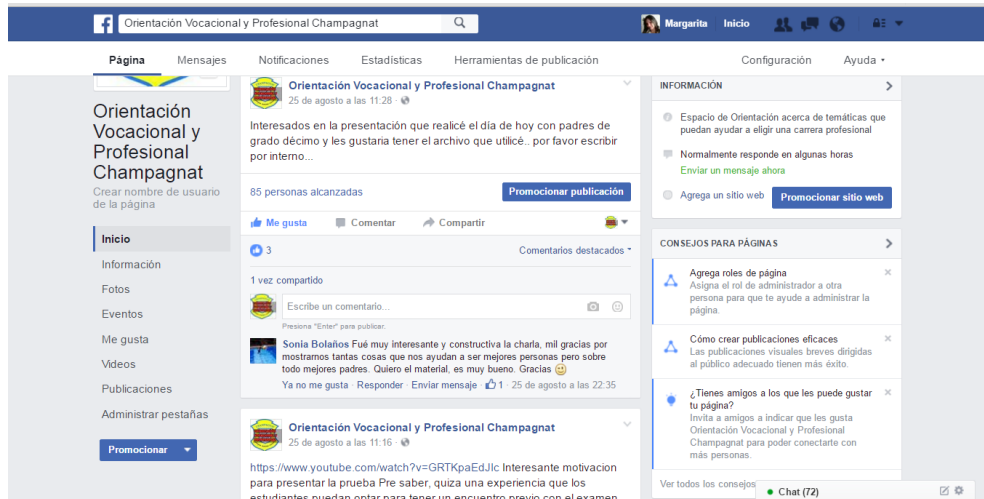 Orientación Vocacional y Profesional Champagnat
Margarita Inicio
Página Mensajes Notificaciones Estadísticas Herramientas de publicación Configuración Ayuda
Orientación
Vocacional y
Profesional
Champagnat
Crear nombre de usuario
de la página
Inicio
Información
Fotos
Eventos
Me gusta
Videos
Publicaciones
Administrar pestañas
Promocionar
Orientación Vocacional y Profesional Champagnat
25 de agosto a las 11:28 ·
Interesados en la presentación que realicé el día de hoy con padres de
grado décimo y les gustaria tener el archivo que utilicé.. por favor escribir
por interno...
85 personas alcanzadas
Promocionar publicación
Me gusta Comentar Compartir
3 Comentarios destacados
1 vez compartido
Escribe un comentario...
Presiona "Enter" para publicar.
Sonia Bolaños Fué muy interesante y constructiva la charla, mil gracias por
mostrarnos tantas cosas que nos ayudan a ser mejores personas pero sobre
todo mejores padres. Quiero el material, es muy bueno. Gracias
Ya no me gusta · Responder · Enviar mensaje · 1 · 25 de agosto a las 22:35
Orientación Vocacional y Profesional Champagnat
25 de agosto a las 11:16 ·
https://www.youtube.com/watch?v=GRTKpaEdJIc Interesante motivacion
para presentar la prueba Pre saber, quiza una experiencia que los
estudiantes puedan optar para tener un encuentro previo con el examen
INFORMACIÓN
Espacio de Orientación acerca de temáticas que
puedan ayudar a eligir una carrera profesional
Normalmente responde en algunas horas
Enviar un mensaje ahora
Agrega un sitio web
Promocionar sitio web
CONSEJOS PARA PÁGINAS
Agrega roles de página
Asigna el rol de administrador a otra
persona para que te ayude a administrar la
página.
Cómo crear publicaciones eficaces
Las publicaciones visuales breves dirigidas
al público adecuado tienen más éxito.
¿Tienes amigos a los que les puede gustar
tu página?
Invita a amigos a indicar que les gusta
Orientación Vocacional y Profesional
Champagnat para poder conectarte con
más personas.
Ver todos los consejos
Chat (72)